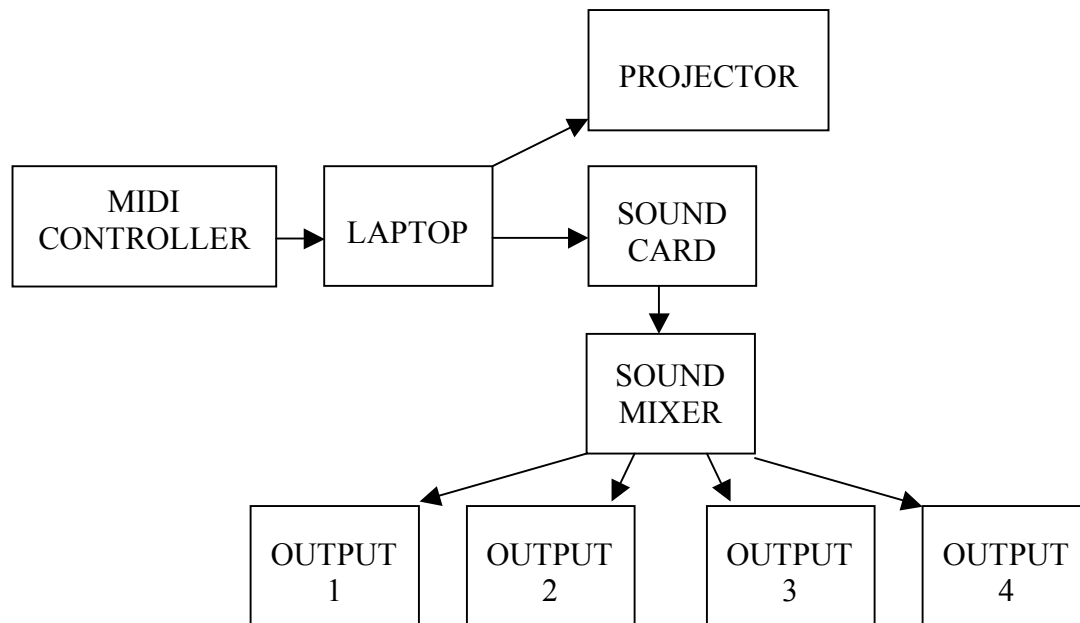 PROJECTOR
MIDI
CONTROLLER
LAPTOP
SOUND
CARD
SOUND
MIXER
OUTPUT
1
OUTPUT
2
OUTPUT
3
OUTPUT
4